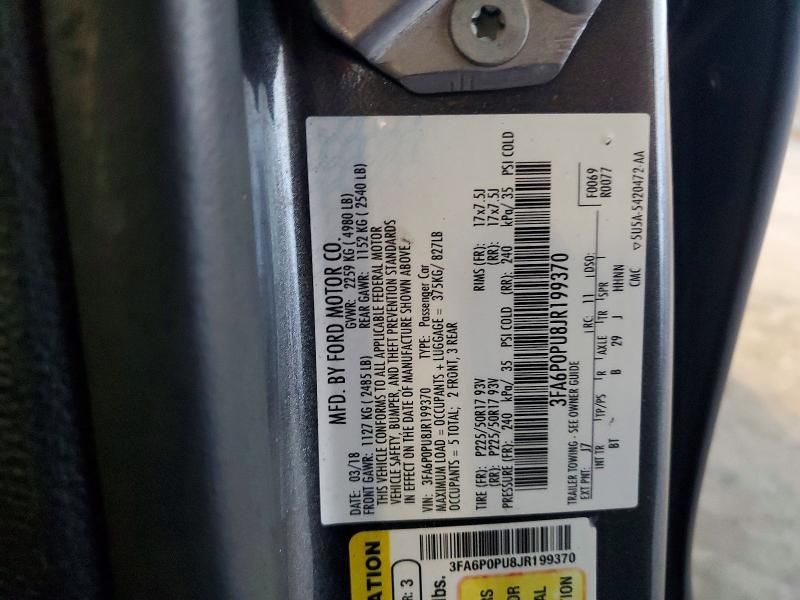 MFD. BY FORD MOTOR CO.
DATE: 03/18 GVWR: 2259 KG ( 4980 LB)
FRONT GAWR: 1127 KG ( 2485 LB) REAR GAWR: 1152 KG ( 2540 LB)
THIS VEHICLE CONFORMS TO ALL APPLICABLE FEDERAL MOTOR
VEHICLE SAFETY, BUMPER, AND THEFT PREVENTION STANDARDS
IN EFFECT ON THE DATE OF MANUFACTURE SHOWN ABOVE.
VIN: 3FA6P0PU8JR199370 TYPE: Passenger Car
MAXIMUM LOAD = OCCUPANTS + LUGGAGE = 375KG/ 827LB
OCCUPANTS = 5 TOTAL; 2 FRONT, 3 REAR
TIRE (FR): P225/50R17 93V RIMS (FR): 17x7.5J
(RR): P225/50R17 93V (RR): 17x7.5J
PRESSURE (FR): 240 kPa/ 35 PSI COLD (RR): 240 kPa/ 35 PSI COLD
3FA6P0PU8JR199370
TRAILER TOWING - SEE OWNER GUIDE
F0069
R0077
EXT PNT: J7 RC: 11 DSO:
INT TR TP/PS R AXLE TR SPR
BT B 29 J HHNNN
CMC ▽5U5A-5420472-AA
3FA6P0PU8JR199370
R: 3
lbs.